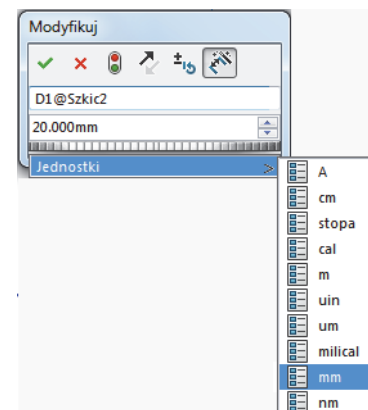 Modyfikuj
D1@Szkic2
20.000mm
Jednostki
A
cm
stopa
cal
m
uin
um
milical
mm
nm